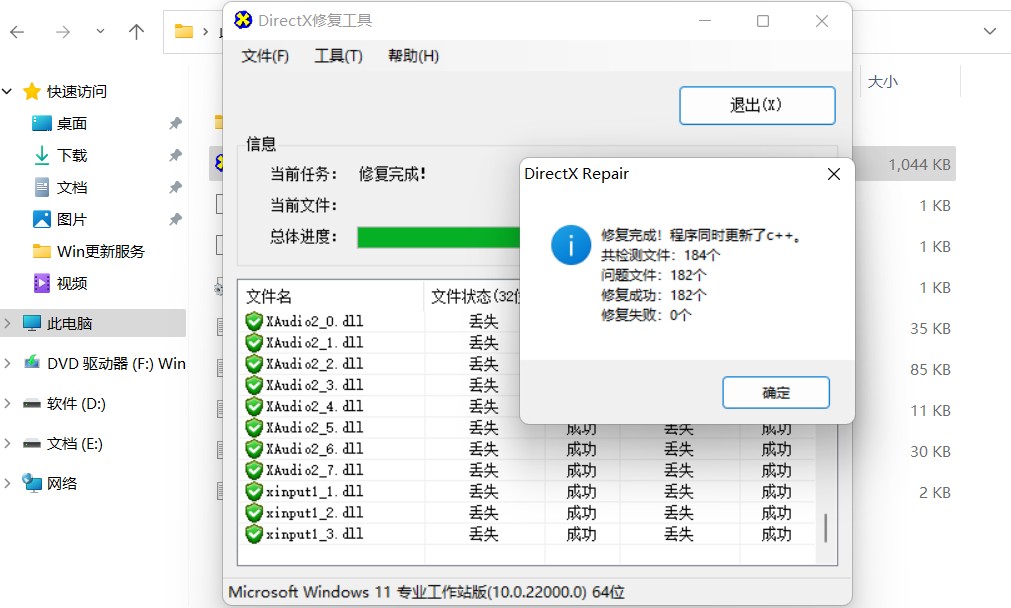 DirectX修复工具
文件(F) 工具(T) 帮助(H)
退出(X)
信息
当前任务: 修复完成!
当前文件:
总体进度:
文件名 文件状态(32位
XAudio2_0.dll 丢失
XAudio2_1.dll 丢失
XAudio2_2.dll 丢失
XAudio2_3.dll 丢失
XAudio2_4.dll 丢失
XAudio2_5.dll 丢失 成功 丢失 成功
XAudio2_6.dll 丢失 成功 丢失 成功
XAudio2_7.dll 丢失 成功 丢失 成功
xinput1_1.dll 丢失 成功 丢失 成功
xinput1_2.dll 丢失 成功 丢失 成功
xinput1_3.dll 丢失 成功 丢失 成功
Microsoft Windows 11 专业工作站版(10.0.22000.0) 64位
DirectX Repair
修复完成! 程序同时更新了c++。
共检测文件: 184个
问题文件: 182个
修复成功: 182个
修复失败: 0个
确定
快速访问
桌面
下载
文档
图片
Win更新服务
视频
此电脑
DVD 驱动器 (F:) Win
软件 (D:)
文档 (E:)
网络
大小
1,044 KB
1 KB
1 KB
1 KB
35 KB
85 KB
11 KB
30 KB
2 KB